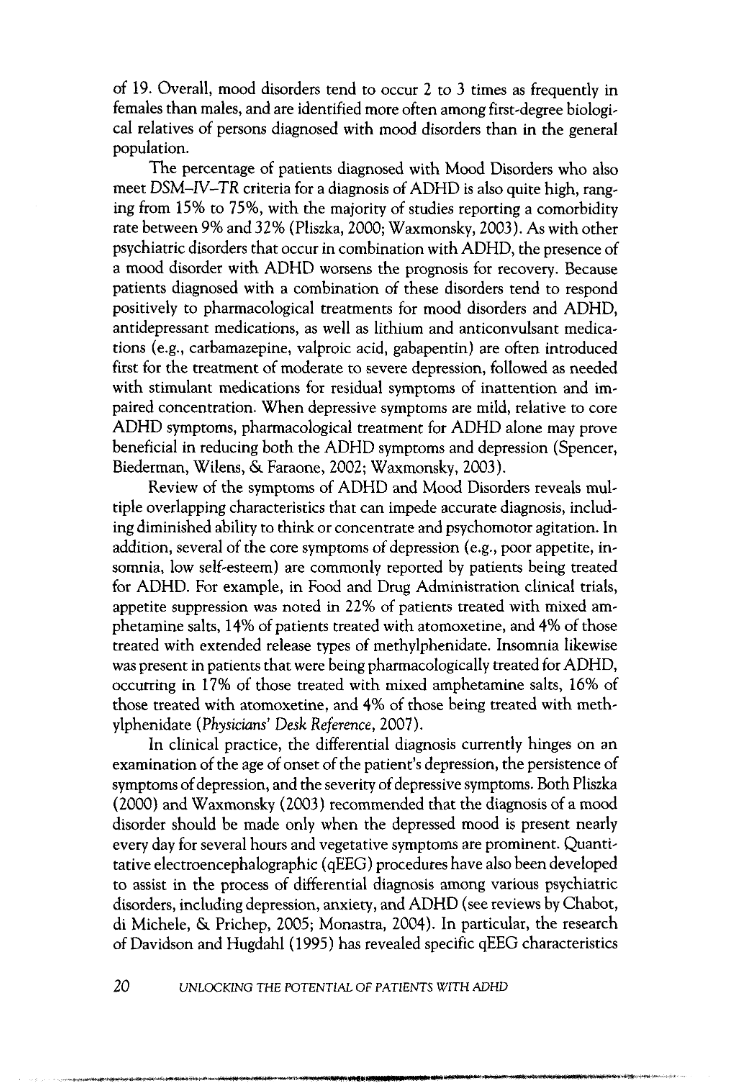 of 19. Overall, mood disorders tend to occur 2 to 3 times as frequently in
females than males, and are identified more often among first-degree biologi-
cal relatives of persons diagnosed with mood disorders than in the general
population.
The percentage of patients diagnosed with Mood Disorders who also
meet DSM–IV–TR criteria for a diagnosis of ADHD is also quite high, rang-
ing from 15% to 75%, with the majority of studies reporting a comorbidity
rate between 9% and 32% (Pliszka, 2000; Waxmonsky, 2003). As with other
psychiatric disorders that occur in combination with ADHD, the presence of
a mood disorder with ADHD worsens the prognosis for recovery. Because
patients diagnosed with a combination of these disorders tend to respond
positively to pharmacological treatments for mood disorders and ADHD,
antidepressant medications, as well as lithium and anticonvulsant medica-
tions (e.g., carbamazepine, valproic acid, gabapentin) are often introduced
first for the treatment of moderate to severe depression, followed as needed
with stimulant medications for residual symptoms of inattention and im-
paired concentration. When depressive symptoms are mild, relative to core
ADHD symptoms, pharmacological treatment for ADHD alone may prove
beneficial in reducing both the ADHD symptoms and depression (Spencer,
Biederman, Wilens, & Faraone, 2002; Waxmonsky, 2003).
Review of the symptoms of ADHD and Mood Disorders reveals mul-
tiple overlapping characteristics that can impede accurate diagnosis, includ-
ing diminished ability to think or concentrate and psychomotor agitation. In
addition, several of the core symptoms of depression (e.g., poor appetite, in-
somnia, low self-esteem) are commonly reported by patients being treated
for ADHD. For example, in Food and Drug Administration clinical trials,
appetite suppression was noted in 22% of patients treated with mixed am-
phetamine salts, 14% of patients treated with atomoxetine, and 4% of those
treated with extended release types of methylphenidate. Insomnia likewise
was present in patients that were being pharmacologically treated for ADHD,
occurring in 17% of those treated with mixed amphetamine salts, 16% of
those treated with atomoxetine, and 4% of those being treated with meth-
ylphenidate (Physicians' Desk Reference, 2007).
In clinical practice, the differential diagnosis currently hinges on an
examination of the age of onset of the patient's depression, the persistence of
symptoms of depression, and the severity of depressive symptoms. Both Pliszka
(2000) and Waxmonsky (2003) recommended that the diagnosis of a mood
disorder should be made only when the depressed mood is present nearly
every day for several hours and vegetative symptoms are prominent. Quanti-
tative electroencephalographic (qEEG) procedures have also been developed
to assist in the process of differential diagnosis among various psychiatric
disorders, including depression, anxiety, and ADHD (see reviews by Chabot,
di Michele, & Prichep, 2005; Monastra, 2004). In particular, the research
of Davidson and Hugdahl (1995) has revealed specific qEEG characteristics
20 UNLOCKING THE POTENTIAL OF PATIENTS WITH ADHD